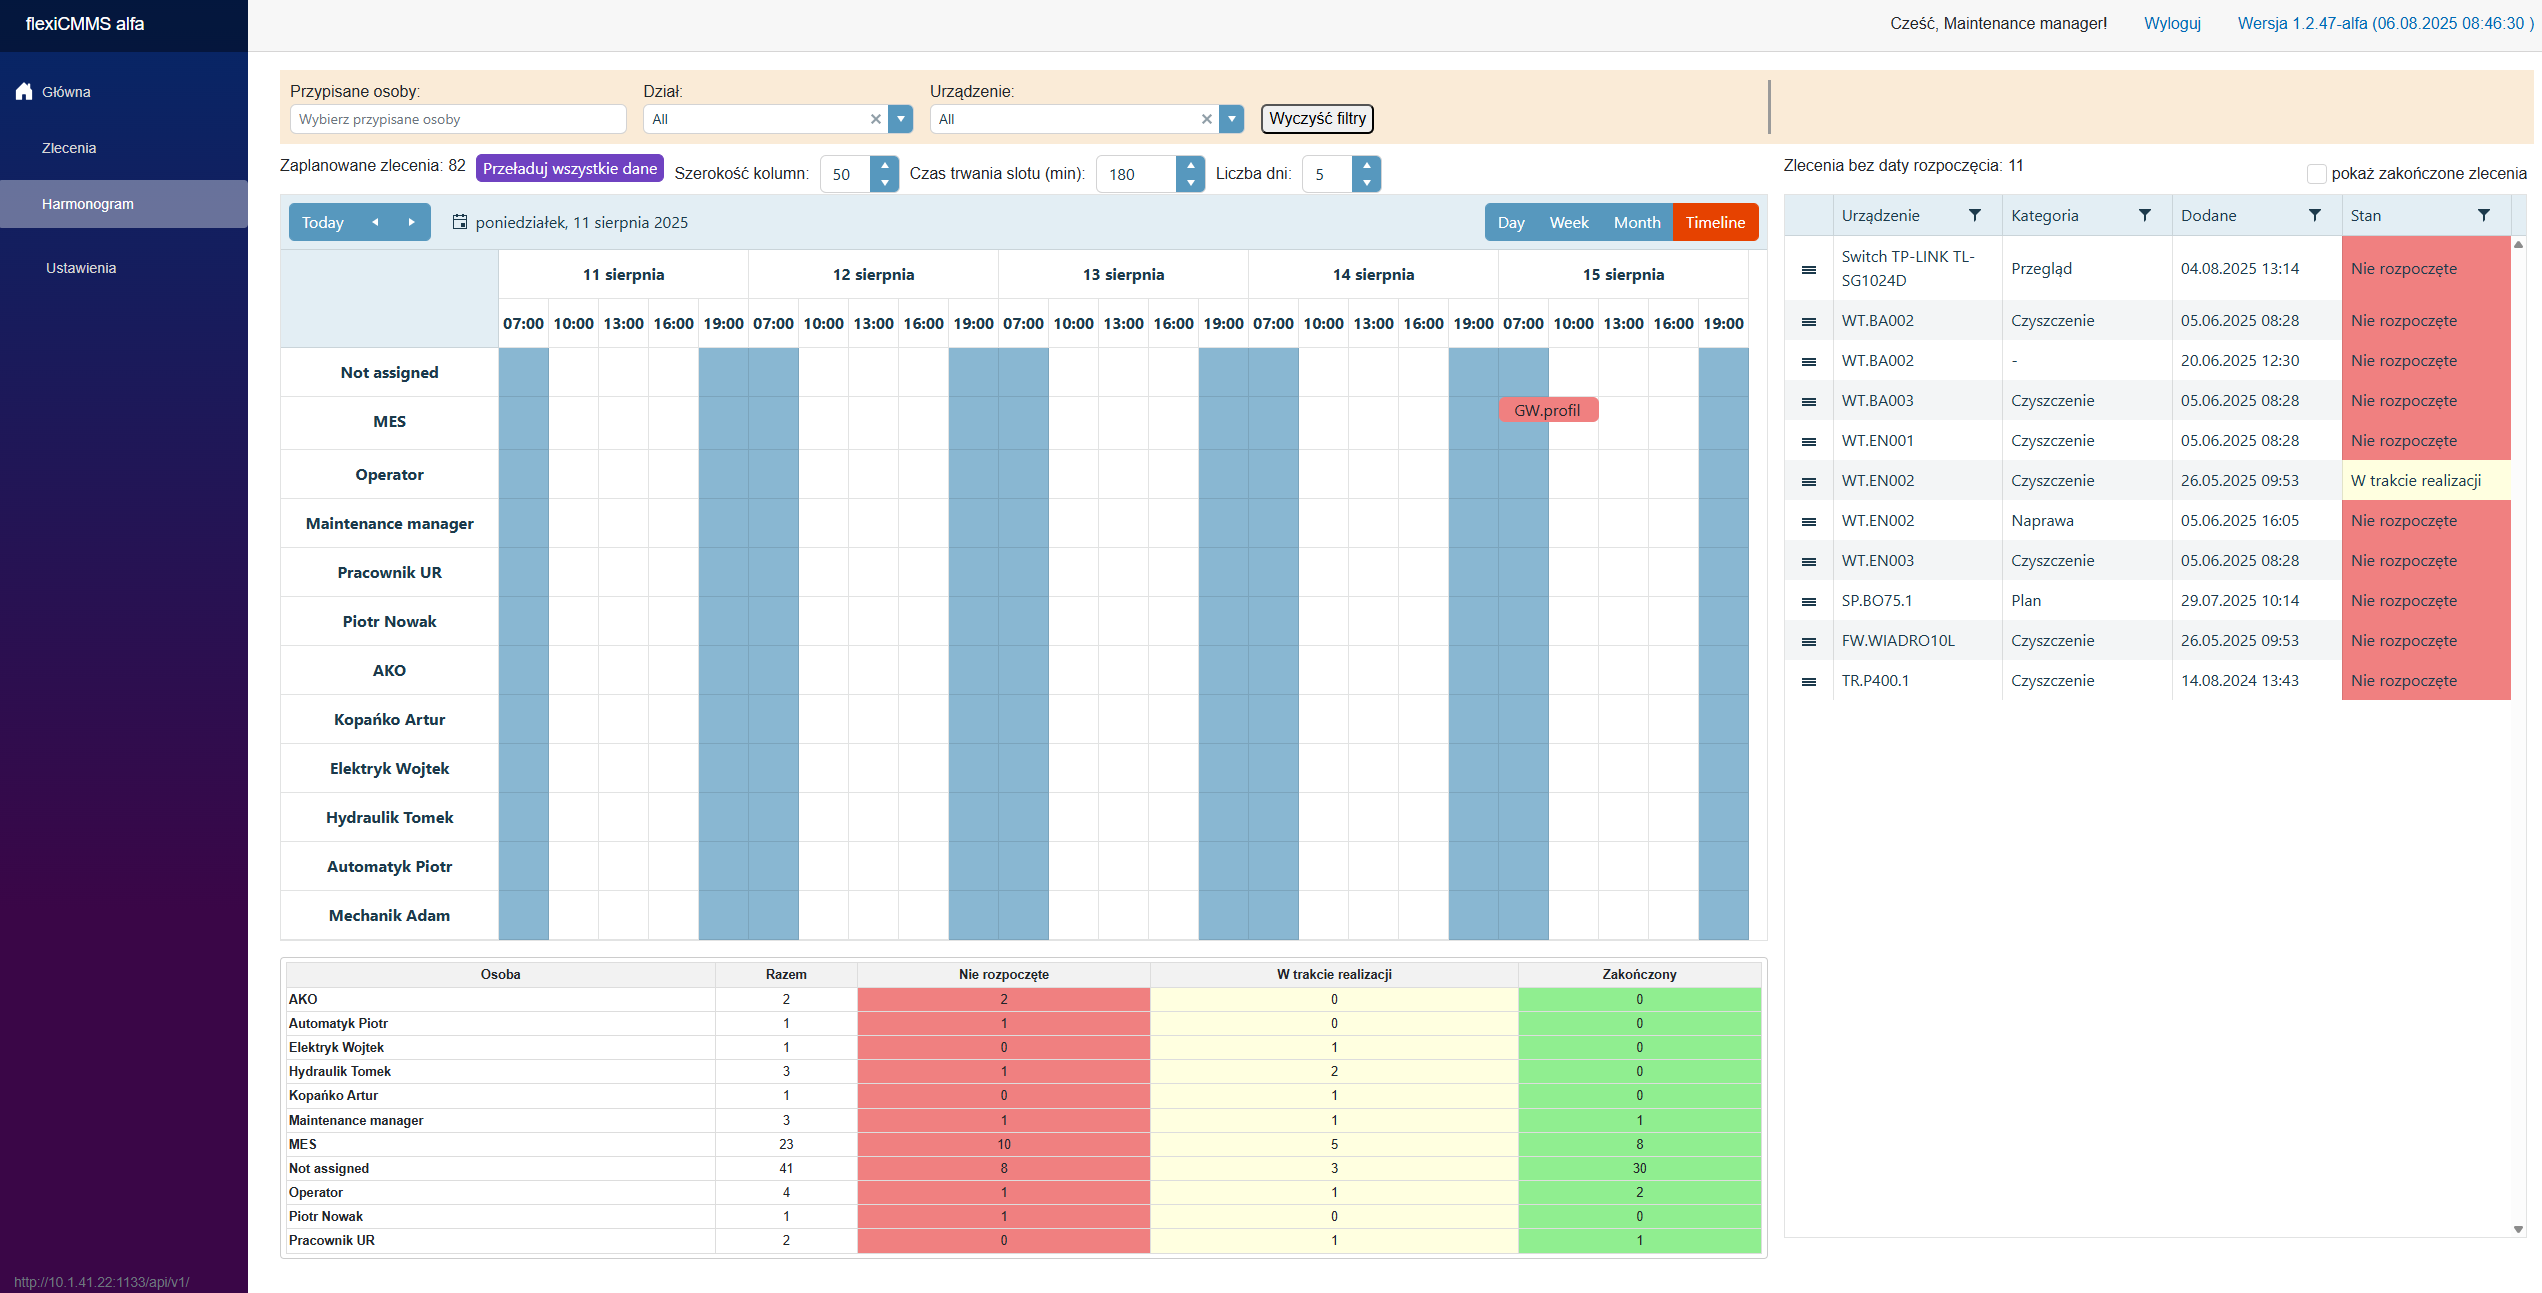 flexiCMMS alfa
Cześć, Maintenance manager! Wyloguj Wersja 1.2.47-alfa (06.08.2025 08:46:30 )
Główna
Zlecenia
Harmonogram
Ustawienia
http://10.1.41.22:1133/api/v1/
Przypisane osoby: Dział: Urządzenie:
Wybierz przypisane osoby All All Wyczyść filtry
Zaplanowane zlecenia: 82 Przeładuj wszystkie dane Szerokość kolumn: 50 Czas trwania slotu (min): 180 Liczba dni: 5
Today poniedziałek, 11 sierpnia 2025 Day Week Month Timeline
11 sierpnia 12 sierpnia 13 sierpnia 14 sierpnia 15 sierpnia
07:00 10:00 13:00 16:00 19:00 07:00 10:00 13:00 16:00 19:00 07:00 10:00 13:00 16:00 19:00 07:00 10:00 13:00 16:00 19:00 07:00 10:00 13:00 16:00 19:00
Not assigned
MES GW.profil
Operator
Maintenance manager
Pracownik UR
Piotr Nowak
AKO
Kopańko Artur
Elektryk Wojtek
Hydraulik Tomek
Automatyk Piotr
Mechanik Adam
Osoba Razem Nie rozpoczęte W trakcie realizacji Zakończony
AKO 2 2 0 0
Automatyk Piotr 1 1 0 0
Elektryk Wojtek 1 0 1 0
Hydraulik Tomek 3 1 2 0
Kopańko Artur 1 0 1 0
Maintenance manager 3 1 1 1
MES 23 10 5 8
Not assigned 41 8 3 30
Operator 4 1 1 2
Piotr Nowak 1 1 0 0
Pracownik UR 2 0 1 1
Zlecenia bez daty rozpoczęcia: 11 pokaż zakończone zlecenia
Urządzenie Kategoria Dodane Stan
Switch TP-LINK TL-
SG1024D Przegląd 04.08.2025 13:14 Nie rozpoczęte
WT.BA002 Czyszczenie 05.06.2025 08:28 Nie rozpoczęte
WT.BA002 - 20.06.2025 12:30 Nie rozpoczęte
WT.BA003 Czyszczenie 05.06.2025 08:28 Nie rozpoczęte
WT.EN001 Czyszczenie 05.06.2025 08:28 Nie rozpoczęte
WT.EN002 Czyszczenie 26.05.2025 09:53 W trakcie realizacji
WT.EN002 Naprawa 05.06.2025 16:05 Nie rozpoczęte
WT.EN003 Czyszczenie 05.06.2025 08:28 Nie rozpoczęte
SP.BO75.1 Plan 29.07.2025 10:14 Nie rozpoczęte
FW.WIADRO10L Czyszczenie 26.05.2025 09:53 Nie rozpoczęte
TR.P400.1 Czyszczenie 14.08.2024 13:43 Nie rozpoczęte